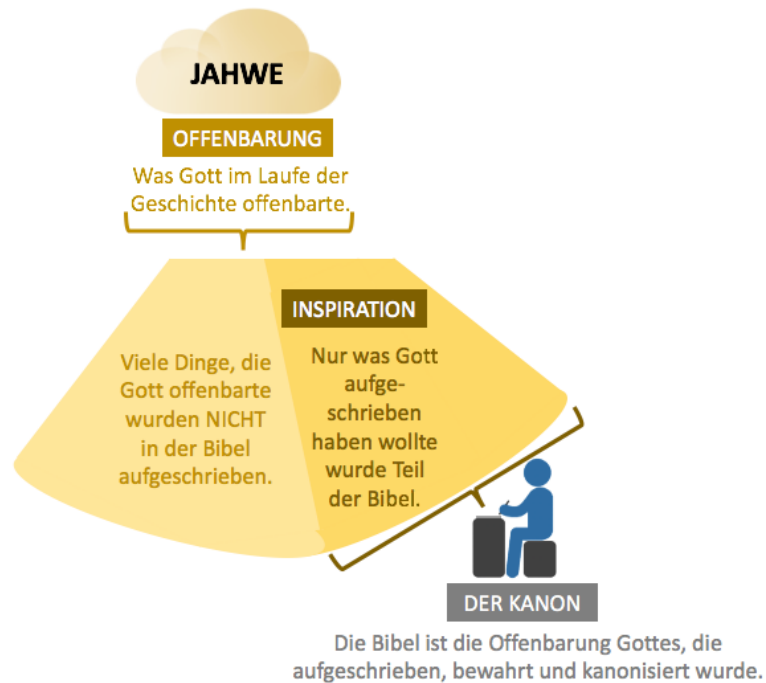 JAHWE
OFFENBARUNG
Was Gott im Laufe der
Geschichte offenbarte.
INSPIRATION
Viele Dinge, die
Gott offenbarte
wurden NICHT
in der Bibel
aufgeschrieben.
Nur was Gott
aufge-
schrieben
haben wollte
wurde Teil
der Bibel.
DER KANON
Die Bibel ist die Offenbarung Gottes, die
aufgeschrieben, bewahrt und kanonisiert wurde.